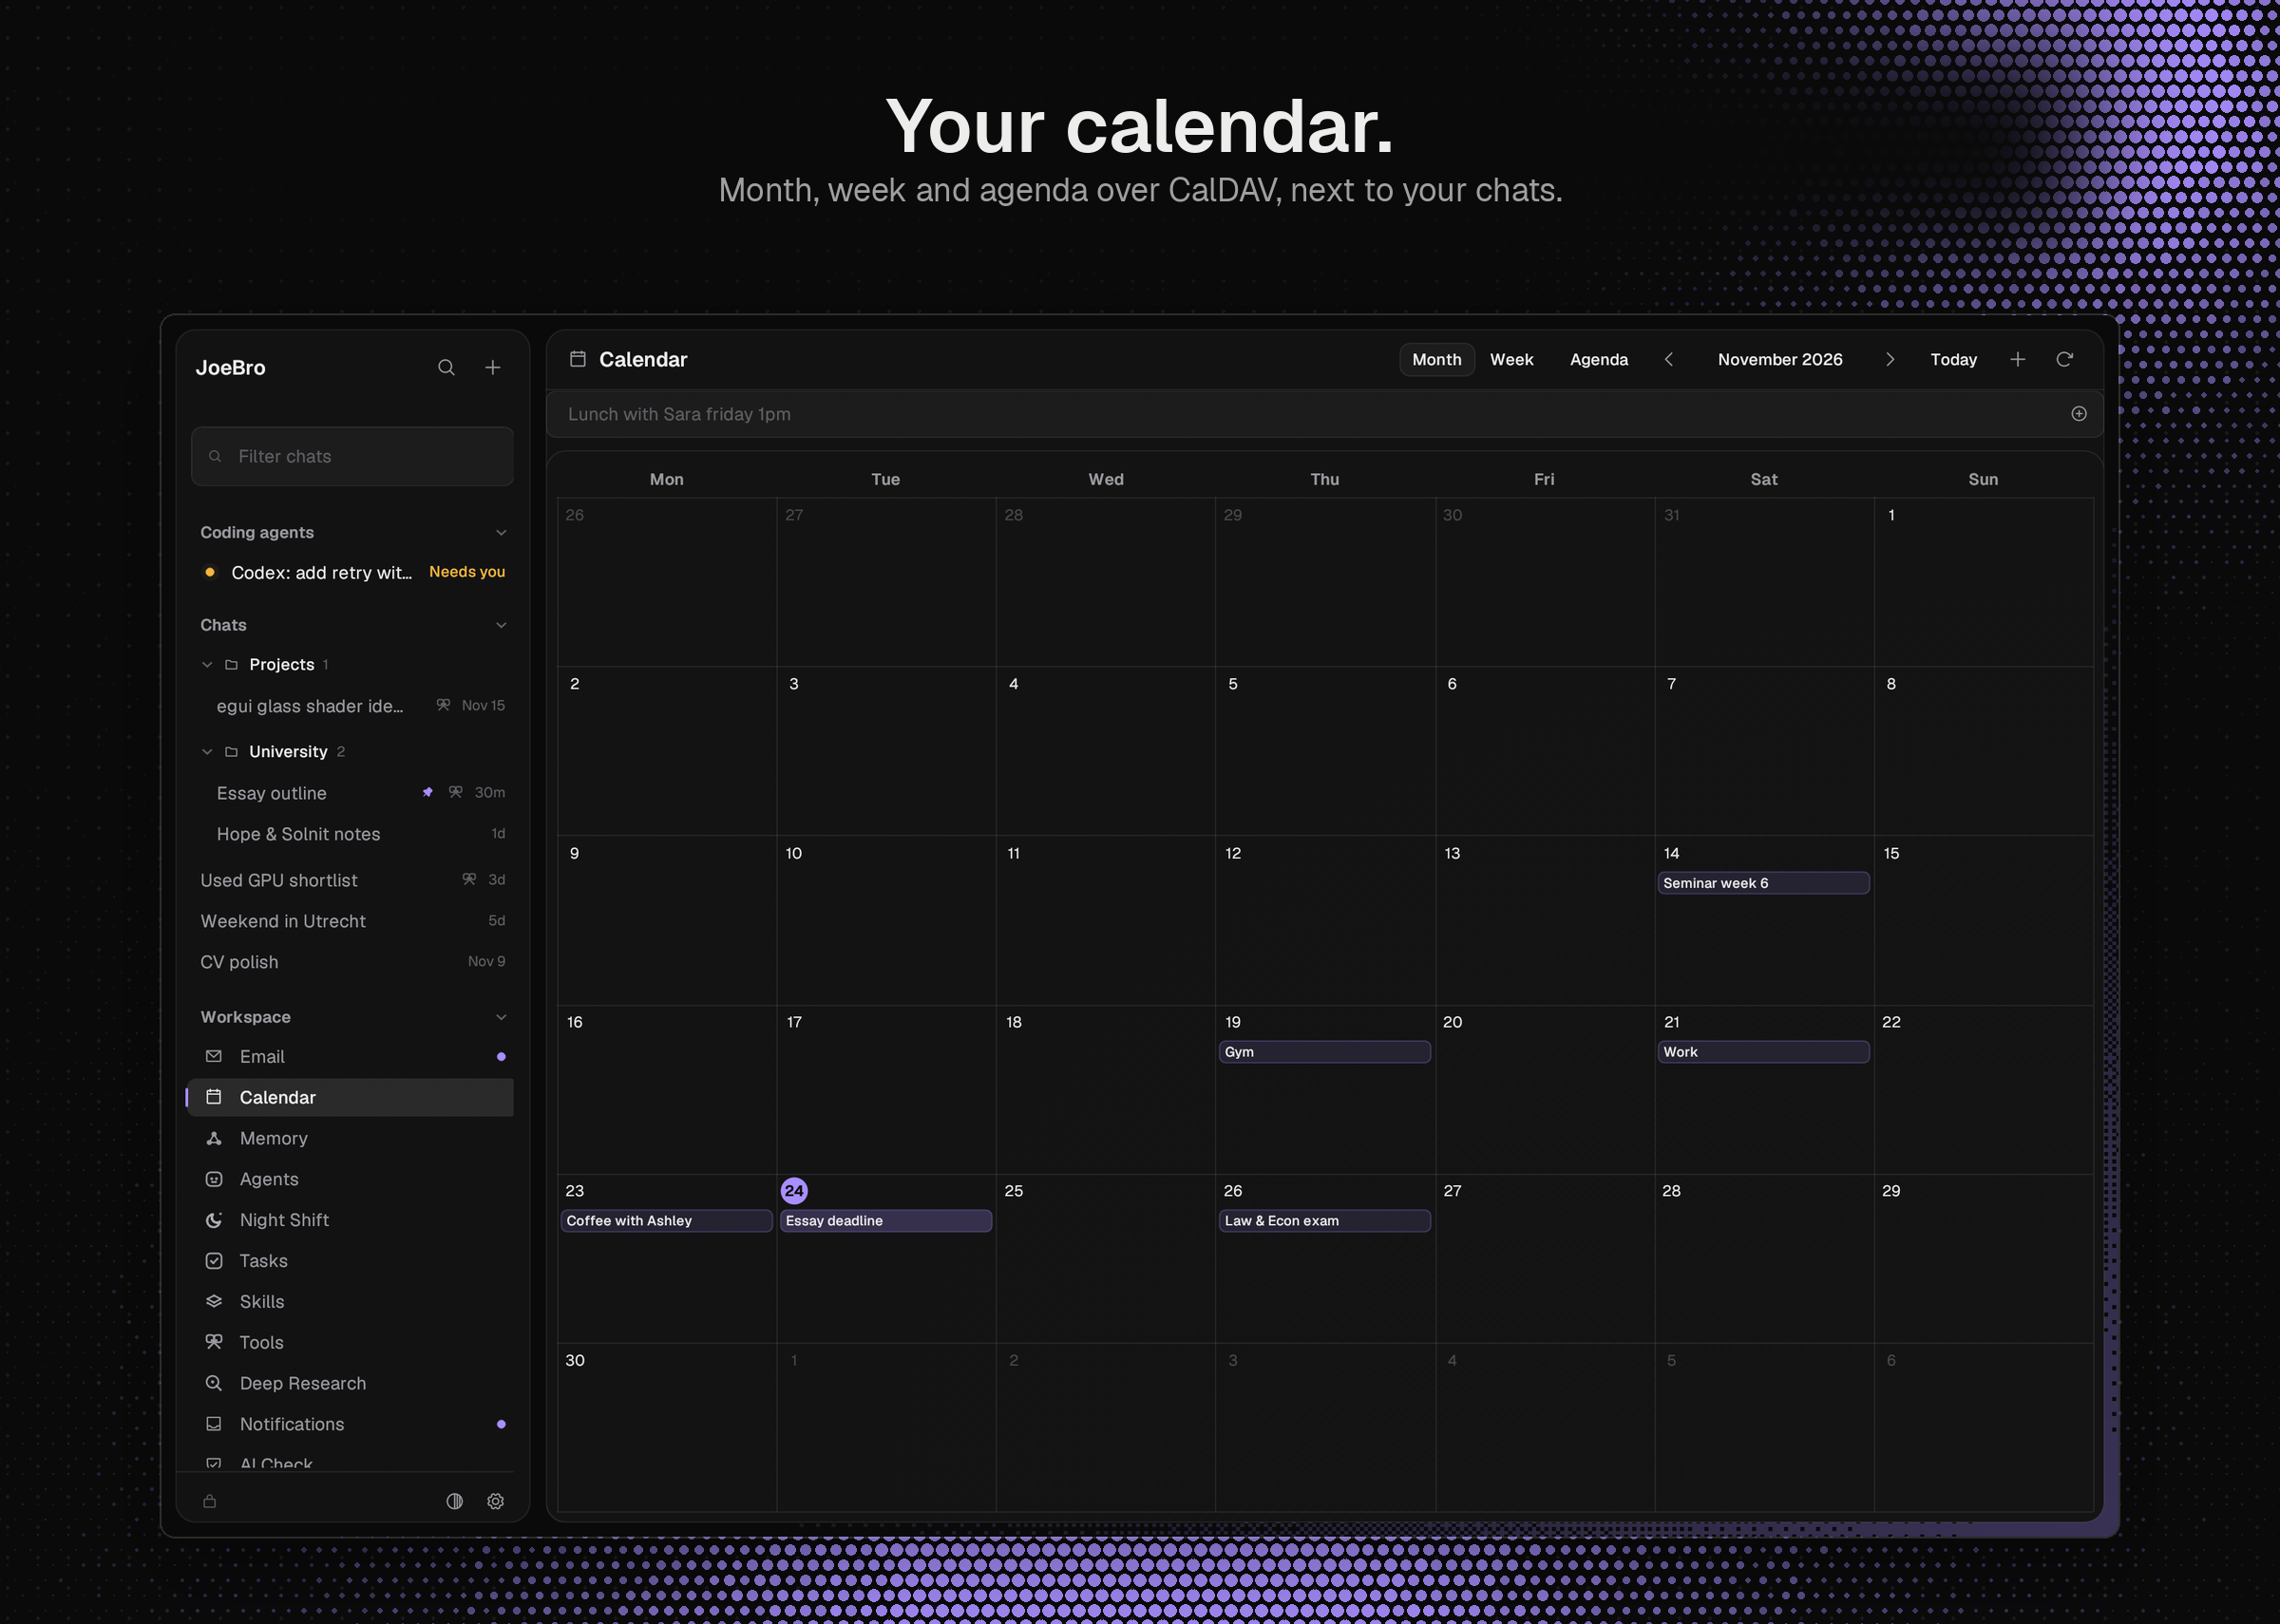 Your calendar.
Month, week and agenda over CalDAV, next to your chats.
JoeBro
Filter chats
Coding agents
Codex: add retry wit... Needs you
Chats
Projects 1
egui glass shader ide... Nov 15
University 2
Essay outline 30m
Hope & Solnit notes 1d
Used GPU shortlist 3d
Weekend in Utrecht 5d
CV polish Nov 9
Workspace
Email
Calendar
Memory
Agents
Night Shift
Tasks
Skills
Tools
Deep Research
Notifications
AI Check
Calendar Month Week Agenda November 2026 Today
Lunch with Sara friday 1pm
Mon Tue Wed Thu Fri Sat Sun
26 27 28 29 30 31 1
2 3 4 5 6 7 8
9 10 11 12 13 14 15
Seminar week 6
16 17 18 19 20 21 22
Gym Work
23 24 25 26 27 28 29
Coffee with Ashley Essay deadline Law & Econ exam
30 1 2 3 4 5 6